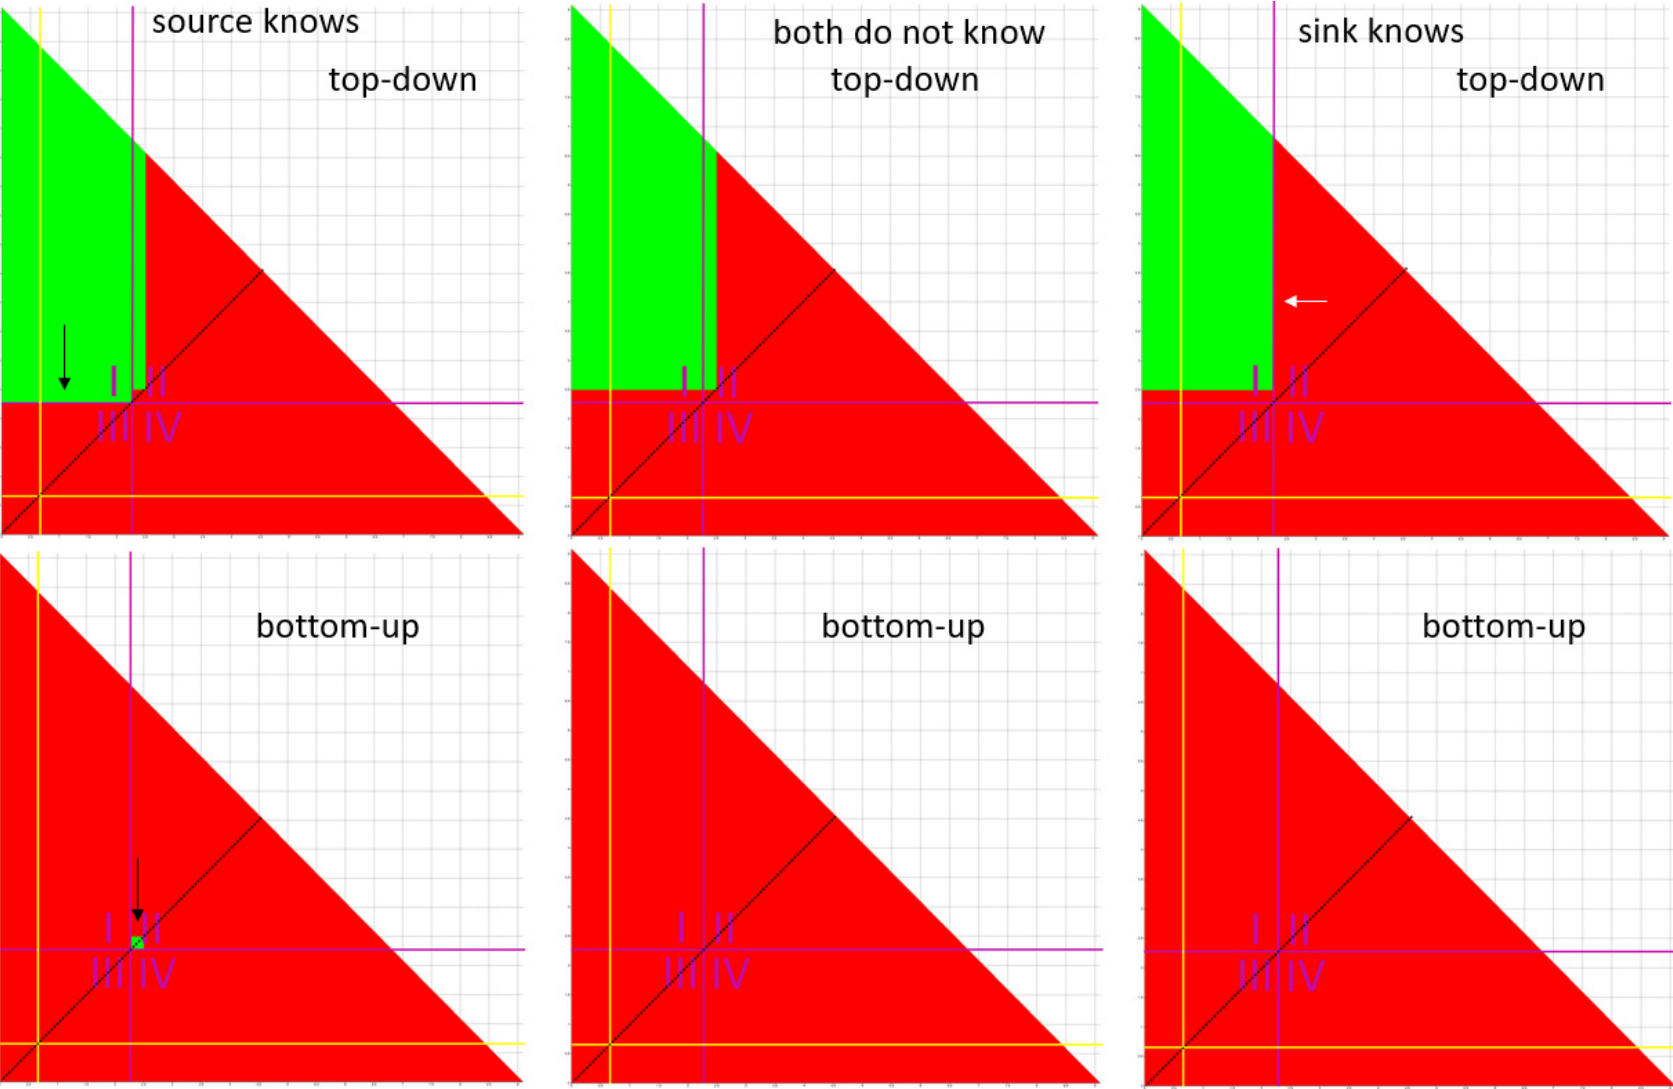 source knows
top-down
I II
III IV
both do not know
top-down
I II
III IV
sink knows
top-down
I II
III IV
bottom-up
I II
III IV
bottom-up
I II
III IV
bottom-up
I II
III IV